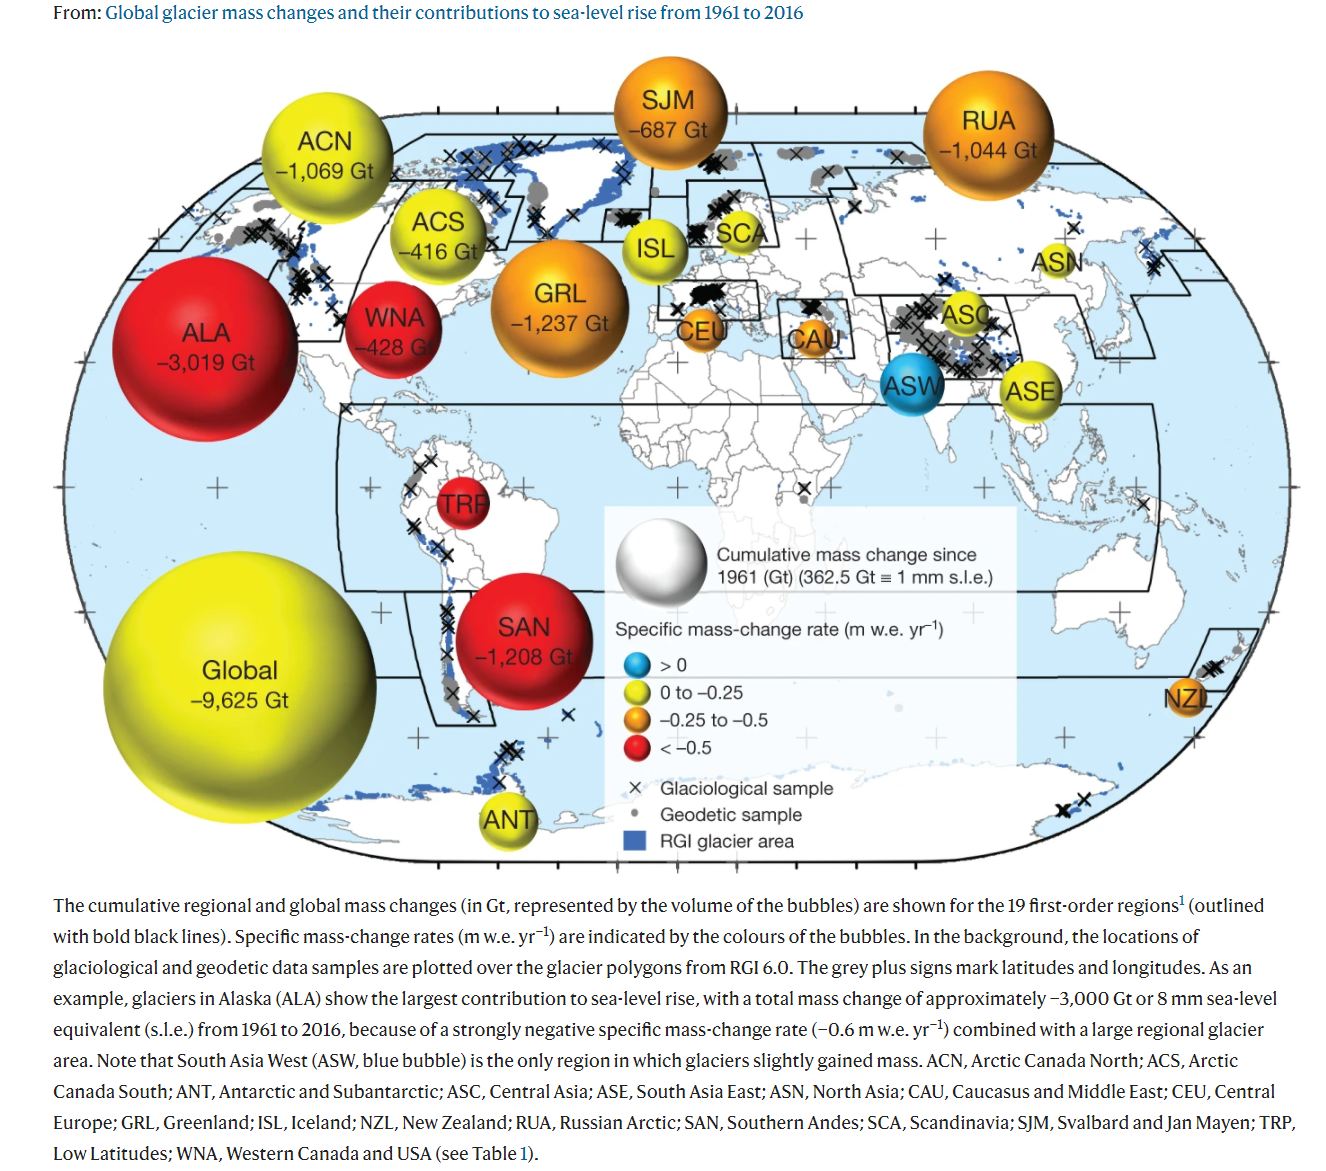 From: Global glacier mass changes and their contributions to sea-level rise from 1961 to 2016
SJM
−687 Gt
RUA
−1,044 Gt
ACN
−1,069 Gt
ACS
−416 Gt
ISL
SCA
ASN
GRL
−1,237 Gt
ALA
−3,019 Gt
WNA
−428 Gt
CEU
CAU
ASC
ASW
ASE
TRP
Cumulative mass change since
1961 (Gt) (362.5 Gt ≡ 1 mm s.l.e.)
SAN
−1,208 Gt
Specific mass-change rate (m w.e. yr⁻¹)
> 0
0 to −0.25
−0.25 to −0.5
< −0.5
Global
−9,625 Gt
NZL
Glaciological sample
Geodetic sample
RGI glacier area
ANT
The cumulative regional and global mass changes (in Gt, represented by the volume of the bubbles) are shown for the 19 first-order regions¹ (outlined
with bold black lines). Specific mass-change rates (m w.e. yr⁻¹) are indicated by the colours of the bubbles. In the background, the locations of
glaciological and geodetic data samples are plotted over the glacier polygons from RGI 6.0. The grey plus signs mark latitudes and longitudes. As an
example, glaciers in Alaska (ALA) show the largest contribution to sea-level rise, with a total mass change of approximately −3,000 Gt or 8 mm sea-level
equivalent (s.l.e.) from 1961 to 2016, because of a strongly negative specific mass-change rate (−0.6 m w.e. yr⁻¹) combined with a large regional glacier
area. Note that South Asia West (ASW, blue bubble) is the only region in which glaciers slightly gained mass. ACN, Arctic Canada North; ACS, Arctic
Canada South; ANT, Antarctic and Subantarctic; ASC, Central Asia; ASE, South Asia East; ASN, North Asia; CAU, Caucasus and Middle East; CEU, Central
Europe; GRL, Greenland; ISL, Iceland; NZL, New Zealand; RUA, Russian Arctic; SAN, Southern Andes; SCA, Scandinavia; SJM, Svalbard and Jan Mayen; TRP,
Low Latitudes; WNA, Western Canada and USA (see Table 1).